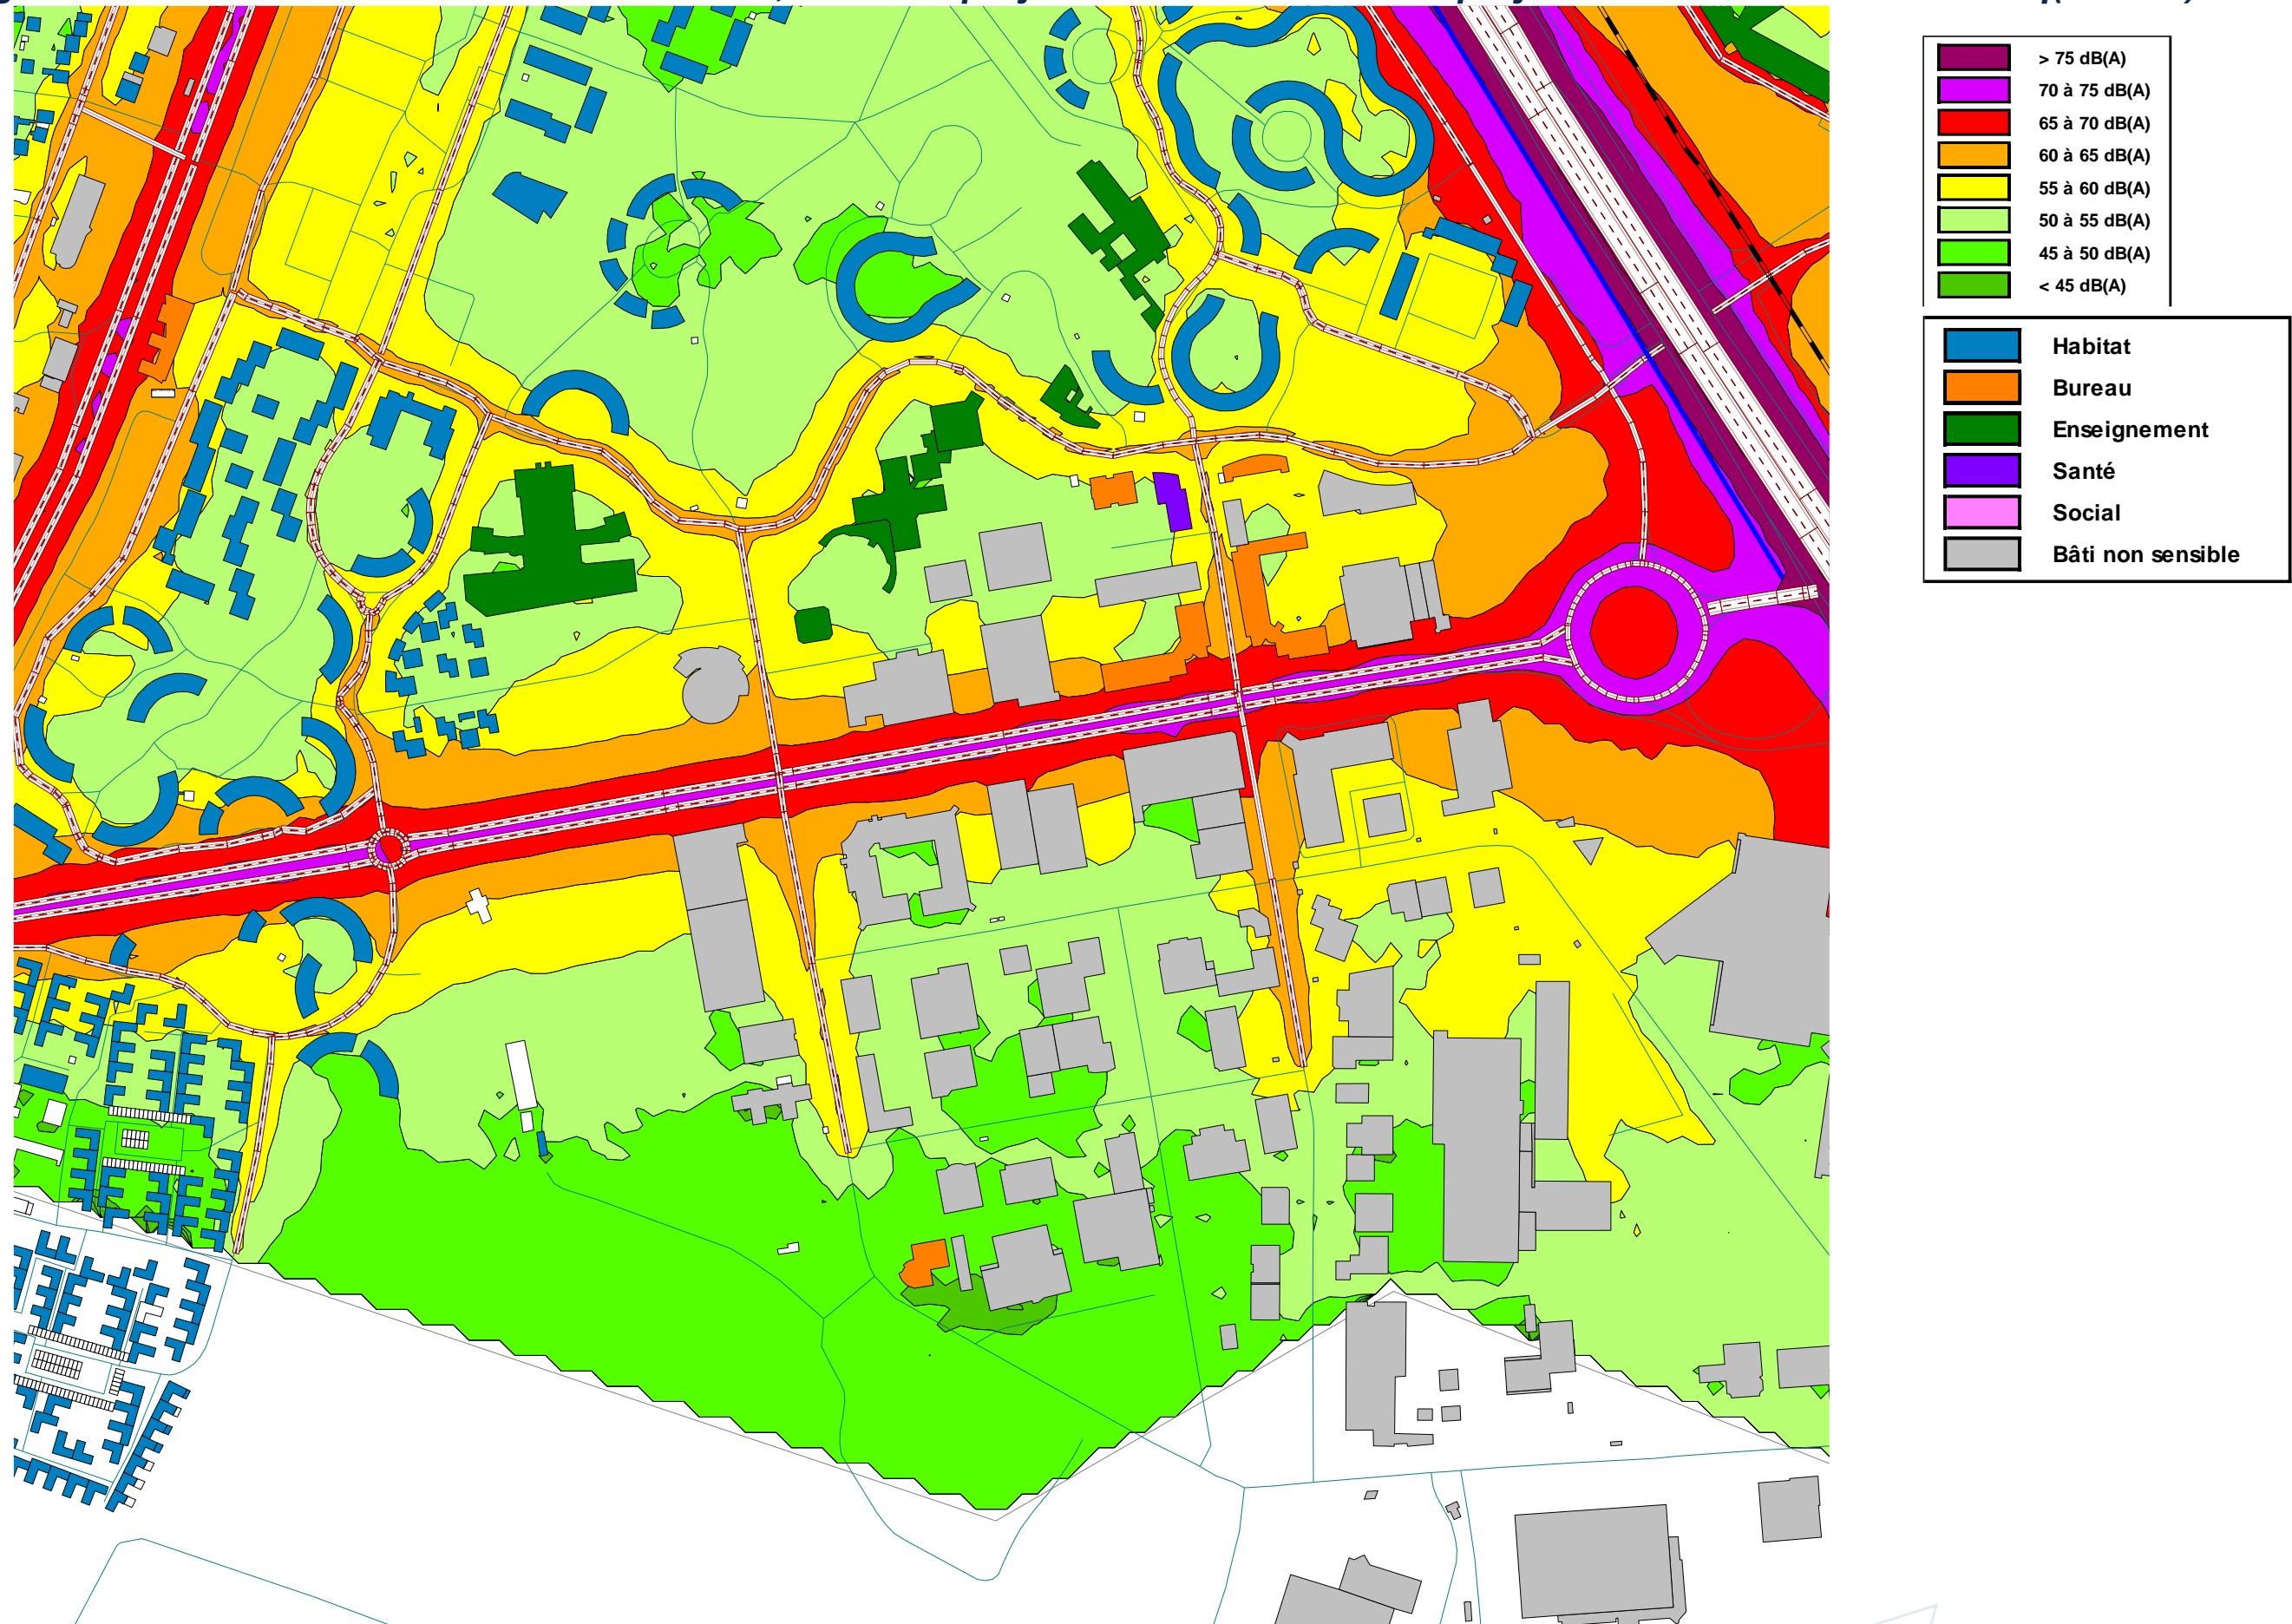 > 75 dB(A)
70 à 75 dB(A)
65 à 70 dB(A)
60 à 65 dB(A)
55 à 60 dB(A)
50 à 55 dB(A)
45 à 50 dB(A)
< 45 dB(A)
Habitat
Bureau
Enseignement
Santé
Social
Bâti non sensible